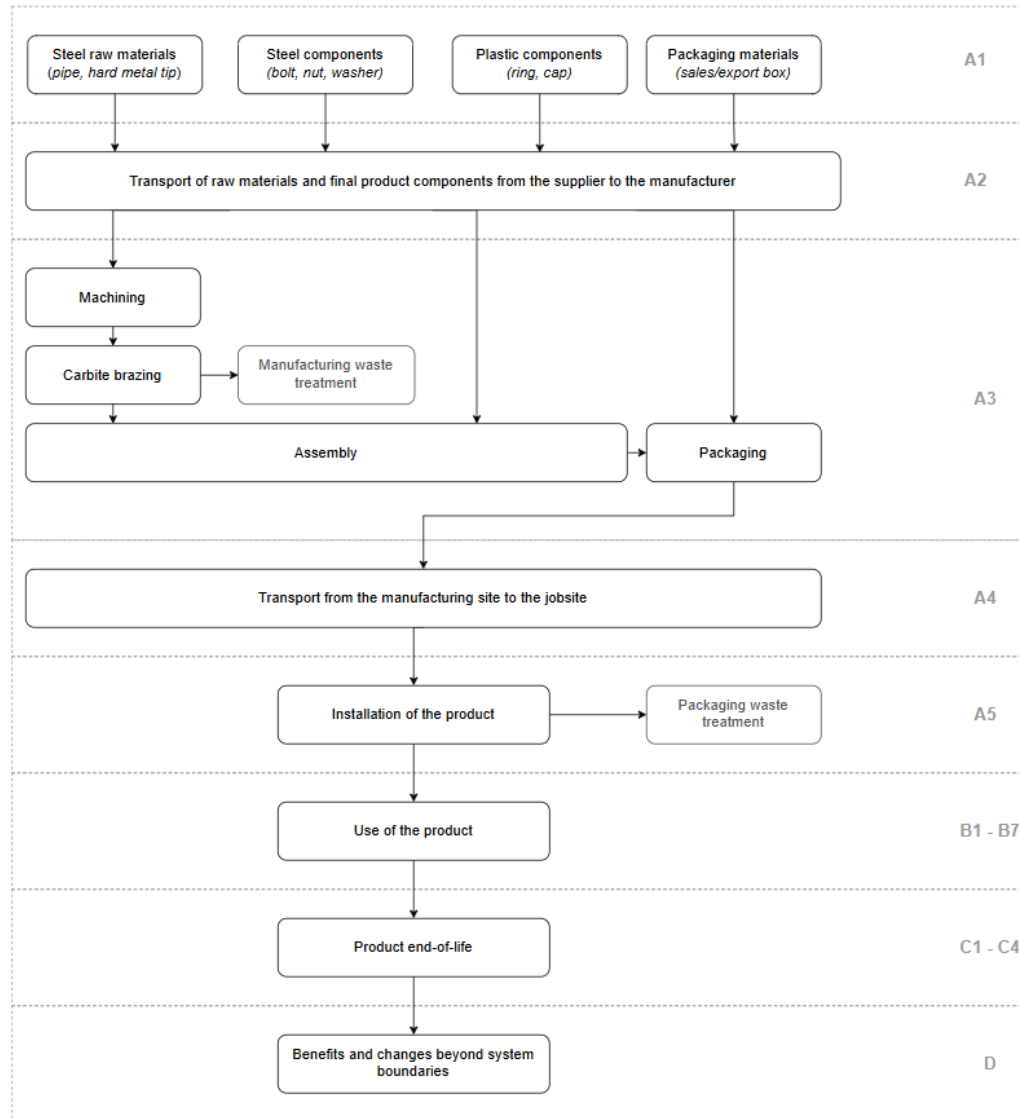 Steel raw materials
(pipe, hard metal tip)
Steel components
(bolt, nut, washer)
Plastic components
(ring, cap)
Packaging materials
(sales/export box)
A1
Transport of raw materials and final product components from the supplier to the manufacturer
A2
Machining
Carbite brazing
Manufacturing waste
treatment
A3
Assembly
Packaging
Transport from the manufacturing site to the jobsite
A4
Installation of the product
Packaging waste
treatment
A5
Use of the product
B1 - B7
Product end-of-life
C1 - C4
Benefits and changes beyond system
boundaries
D